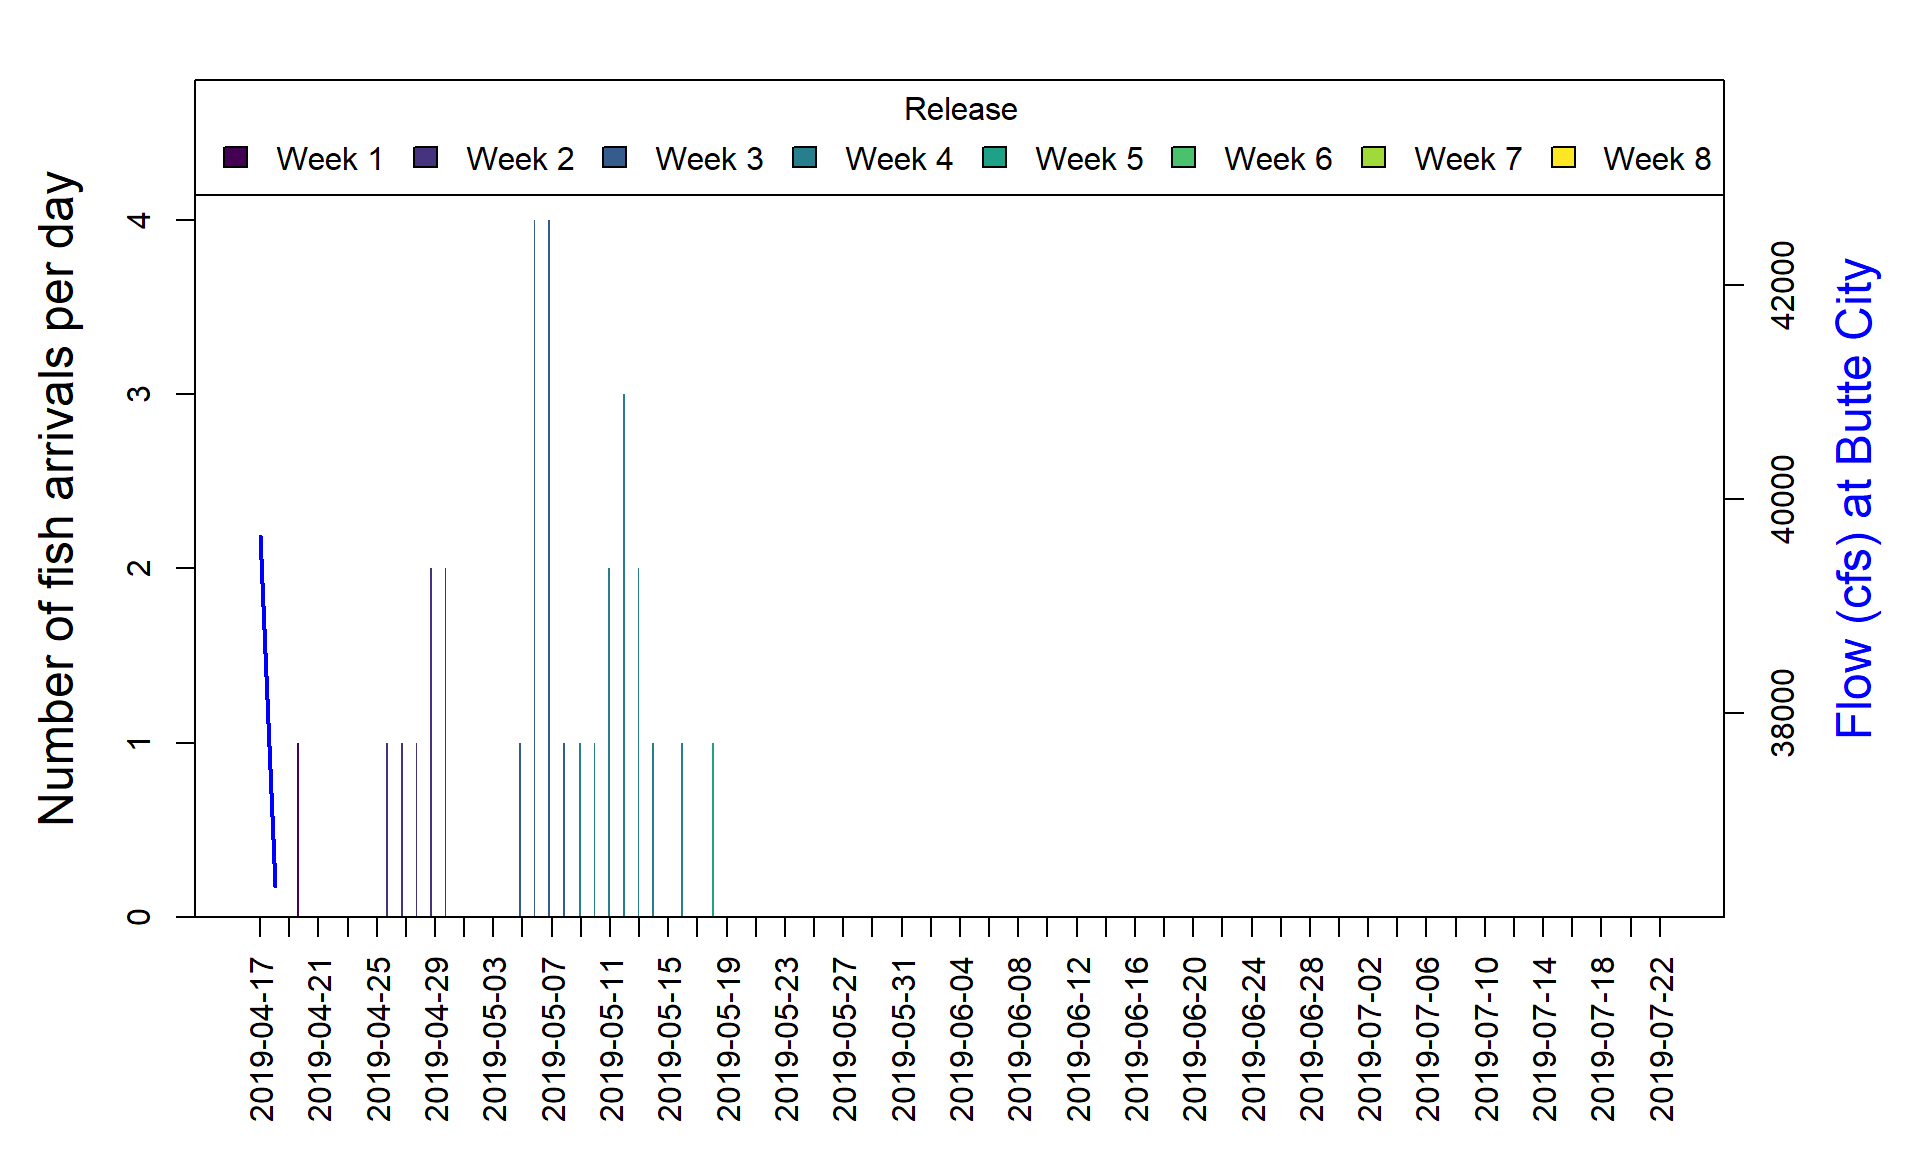 Release
Week 1 Week 2 Week 3 Week 4 Week 5 Week 6 Week 7 Week 8
Number of fish arrivals per day
4
3
2
1
0
42000
40000
38000
Flow (cfs) at Butte City
2019-04-17 2019-04-21 2019-04-25 2019-04-29 2019-05-03 2019-05-07 2019-05-11 2019-05-15 2019-05-19 2019-05-23 2019-05-27 2019-05-31 2019-06-04 2019-06-08 2019-06-12 2019-06-16 2019-06-20 2019-06-24 2019-06-28 2019-07-02 2019-07-06 2019-07-10 2019-07-14 2019-07-18 2019-07-22